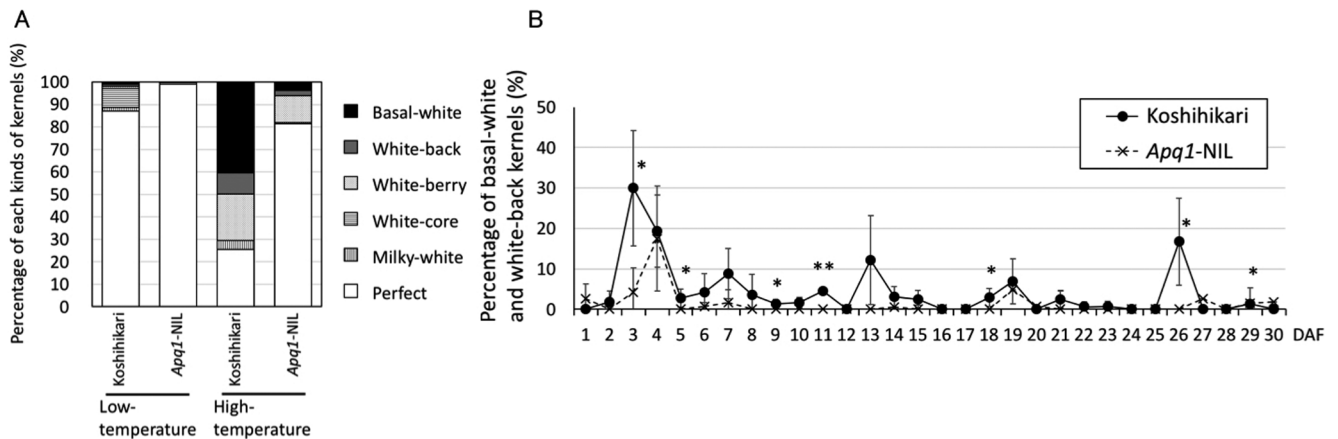 A
Percentage of each kinds of kernels (%)
100
90
80
70
60
50
40
30
20
10
0
Koshihikari
Apq1-NIL
Koshihikari
Apq1-NIL
Low-
temperature
High-
temperature
Basal-white
White-back
White-berry
White-core
Milky-white
Perfect
B
Percentage of basal-white
and white-back kernels (%)
50
40
30
20
10
0
Koshihikari
Apq1-NIL
*
*
*
**
*
*
*
1 2 3 4 5 6 7 8 9 10 11 12 13 14 15 16 17 18 19 20 21 22 23 24 25 26 27 28 29 30 DAF